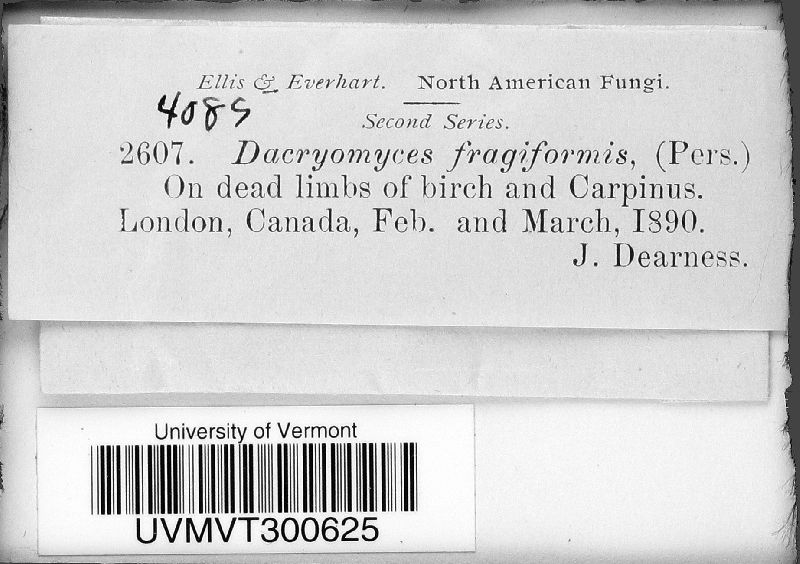 Ellis & Everhart. North American Fungi.
4089
Second Series.
2607. Dacryomyces fragiformis, (Pers.)
On dead limbs of birch and Carpinus.
London, Canada, Feb. and March, 1890.
J. Dearness.
University of Vermont
UVMVT300625